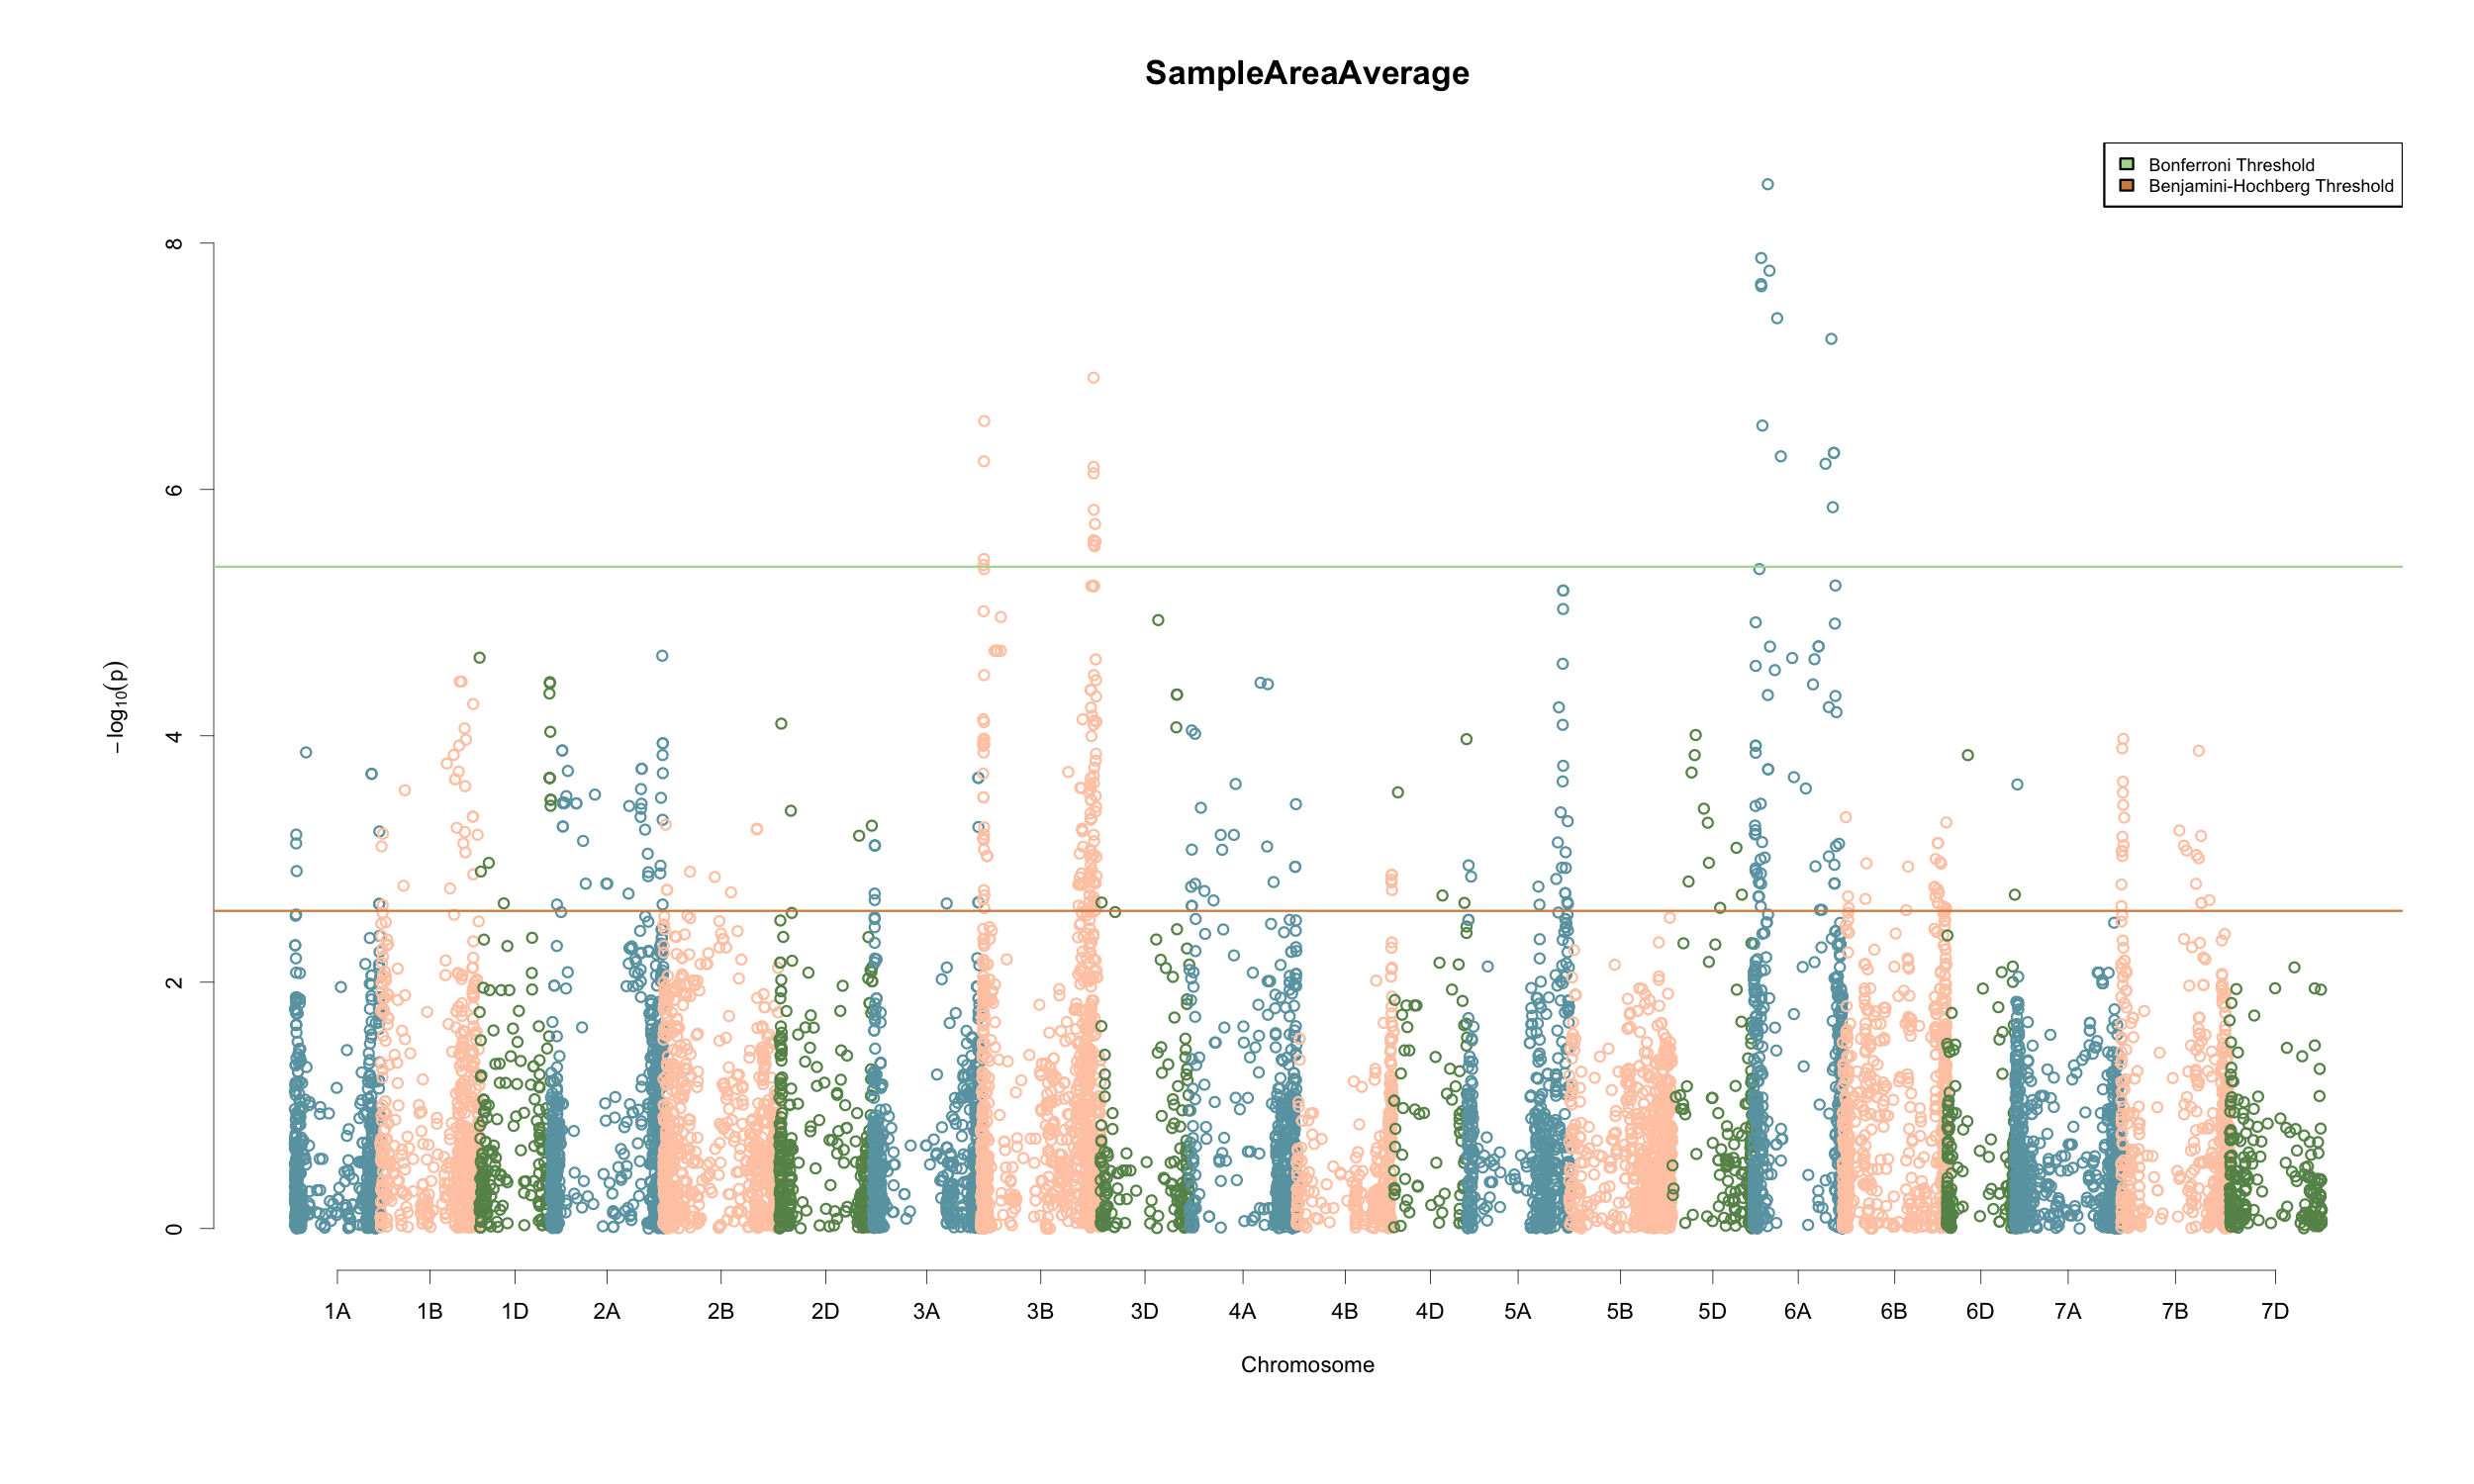 SampleAreaAverage
Bonferroni Threshold
Benjamini-Hochberg Threshold
8
6
4
2
0
−log10(p)
1A 1B 1D 2A 2B 2D 3A 3B 3D 4A 4B 4D 5A 5B 5D 6A 6B 6D 7A 7B 7D
Chromosome